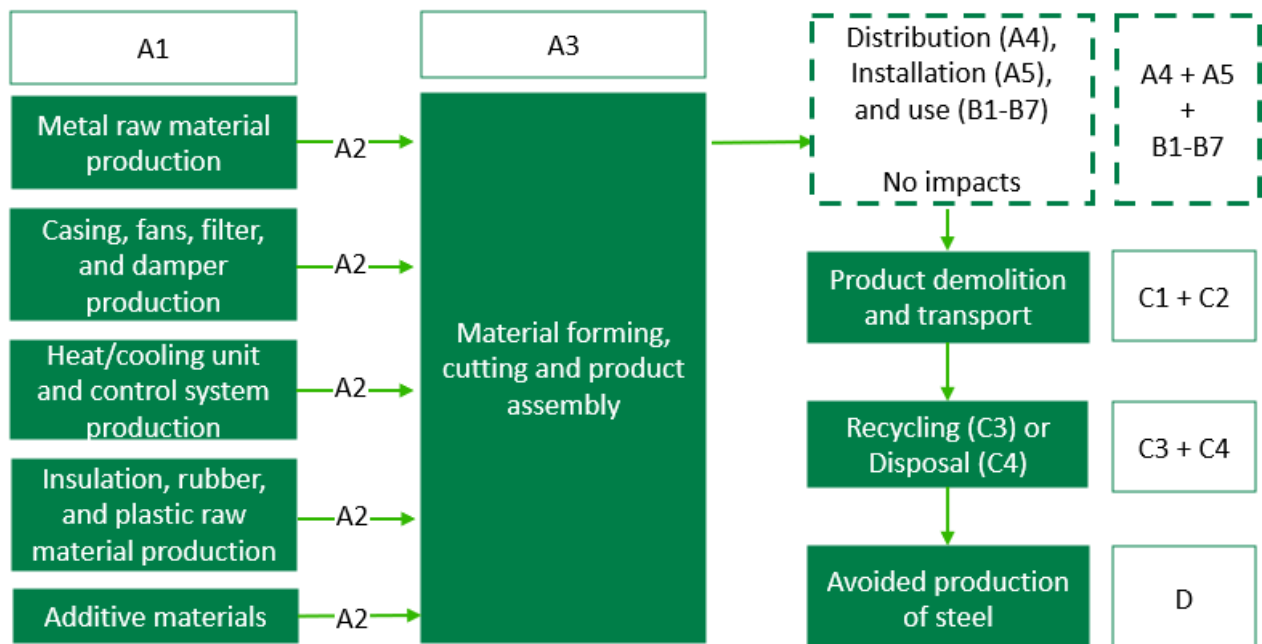 A1
Metal raw material
production
Casing, fans, filter,
and damper
production
Heat/cooling unit
and control system
production
Insulation, rubber,
and plastic raw
material production
Additive materials
A2
A2
A2
A2
A2
A3
Material forming,
cutting and product
assembly
Distribution (A4),
Installation (A5),
and use (B1-B7)
No impacts
A4 + A5
+
B1-B7
Product demolition
and transport
C1 + C2
Recycling (C3) or
Disposal (C4)
C3 + C4
Avoided production
of steel
D